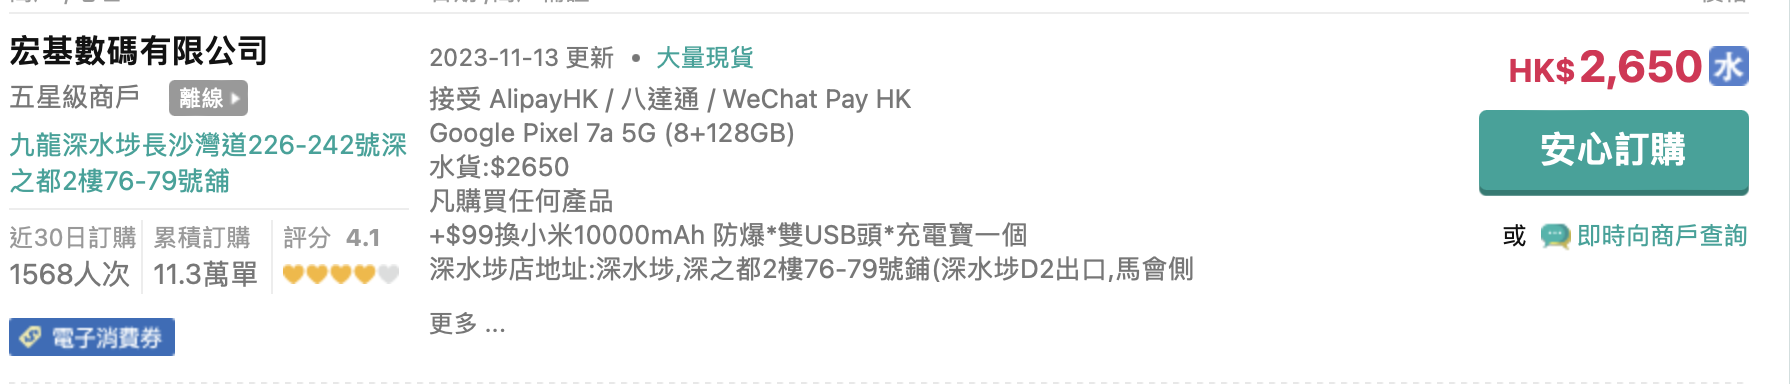 宏基數碼有限公司
五星級商戶 離線
九龍深水埗長沙灣道226-242號深
之都2樓76-79號舖
近30日訂購 累積訂購 評分 4.1
1568人次 11.3萬單
電子消費券
2023-11-13 更新 • 大量現貨
接受 AlipayHK / 八達通 / WeChat Pay HK
Google Pixel 7a 5G (8+128GB)
水貨:$2650
凡購買任何產品
+$99換小米10000mAh 防爆*雙USB頭*充電寶一個
深水埗店地址:深水埗,深之都2樓76-79號鋪(深水埗D2出口,馬會側
更多 ...
HK$2,650 水
安心訂購
或 即時向商戶查詢